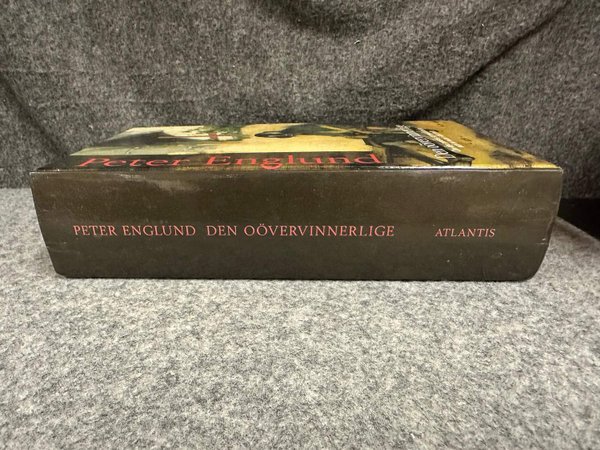 Peter Englund
PETER ENGLUND DEN OÖVERVINNERLIGE ATLANTIS